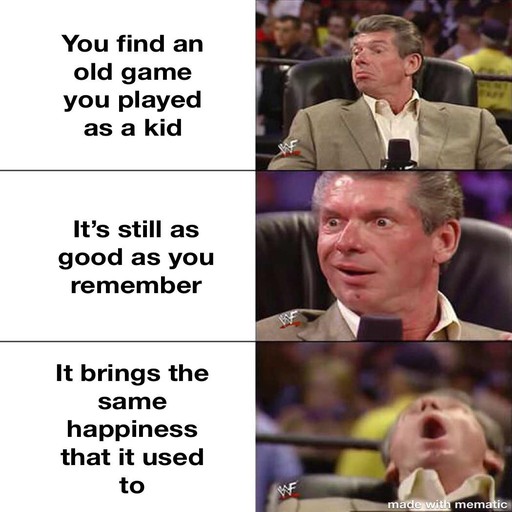 You find an
old game
you played
as a kid
It's still as
good as you
remember
It brings the
same
happiness
that it used
to
made with mematic